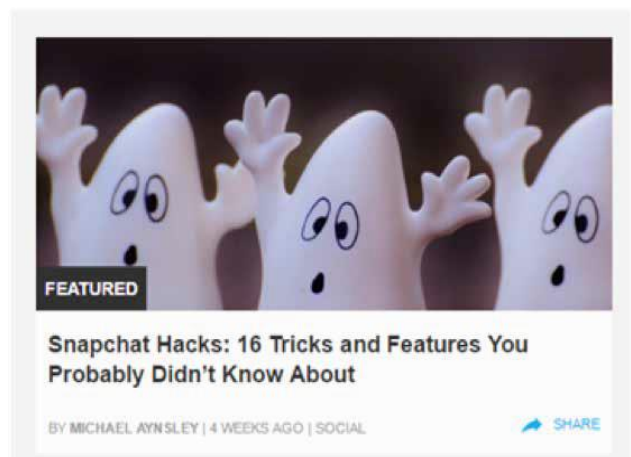 FEATURED
Snapchat Hacks: 16 Tricks and Features You
Probably Didn't Know About
BY MICHAEL AYNSLEY | 4 WEEKS AGO | SOCIAL
SHARE